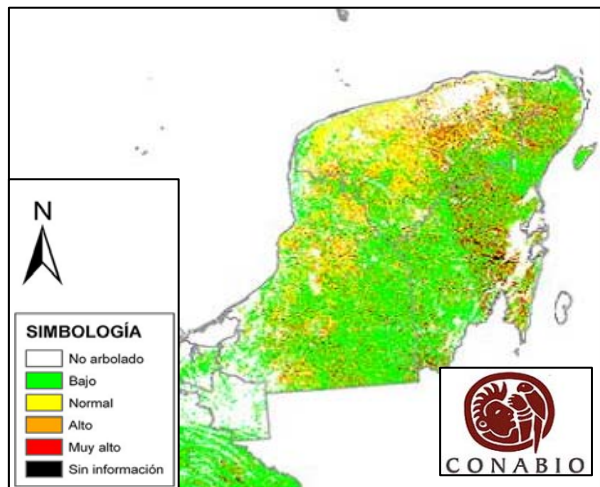 N
SIMBOLOGÍA
No arbolado
Bajo
Normal
Alto
Muy alto
Sin información
CONABIO